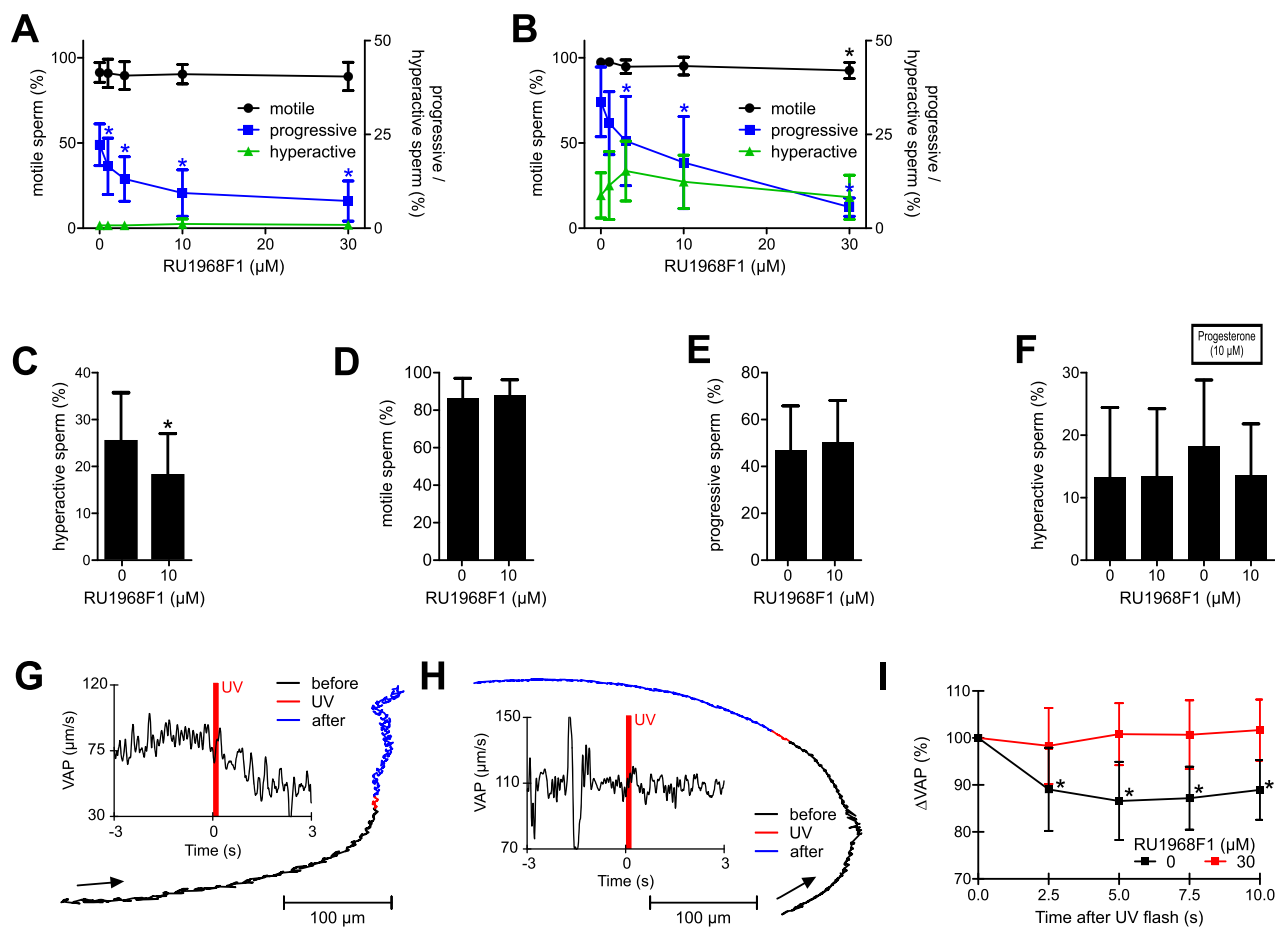 A
motile sperm (%)
100
50
0
50
25
0
progressive /
hyperactive sperm (%)
motile
progressive
hyperactive
*
*
*
*
0
10
20
30
RU1968F1 (µM)
B
motile sperm (%)
100
50
0
50
25
0
progressive /
hyperactive sperm (%)
motile
progressive
hyperactive
*
*
*
*
0
10
20
30
RU1968F1 (µM)
C
hyperactive sperm (%)
40
30
20
10
0
*
0
10
RU1968F1 (µM)
D
motile sperm (%)
100
80
60
40
20
0
0
10
RU1968F1 (µM)
E
progressive sperm (%)
80
60
40
20
0
0
10
RU1968F1 (µM)
F
Progesterone
(10 µM)
hyperactive sperm (%)
30
20
10
0
0
10
0
10
RU1968F1 (µM)
G
VAP (µm/s)
120
75
30
UV
-3
0
3
Time (s)
before
UV
after
100 µm
H
VAP (µm/s)
150
110
70
UV
-3
0
3
Time (s)
before
UV
after
100 µm
I
ΔVAP (%)
110
100
90
80
70
*
*
*
*
RU1968F1 (µM)
0
30
0.0
2.5
5.0
7.5
10.0
Time after UV flash (s)